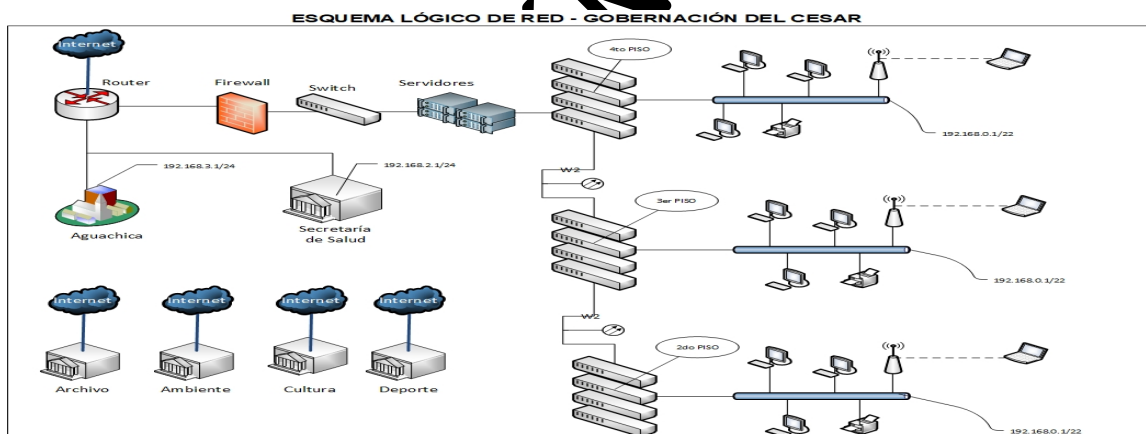 ESQUEMA LÓGICO DE RED - GOBERNACIÓN DEL CESAR
internet
Router
Firewall
Switch
Servidores
4to PISO
192.168.0.1/22
192.168.3.1/24
192.168.2.1/24
Aguachica
Secretaría
de Salud
W2
3er PISO
192.168.0.1/22
internet
internet
internet
internet
Archivo
Ambiente
Cultura
Deporte
W2
2do PISO
192.168.0.1/22